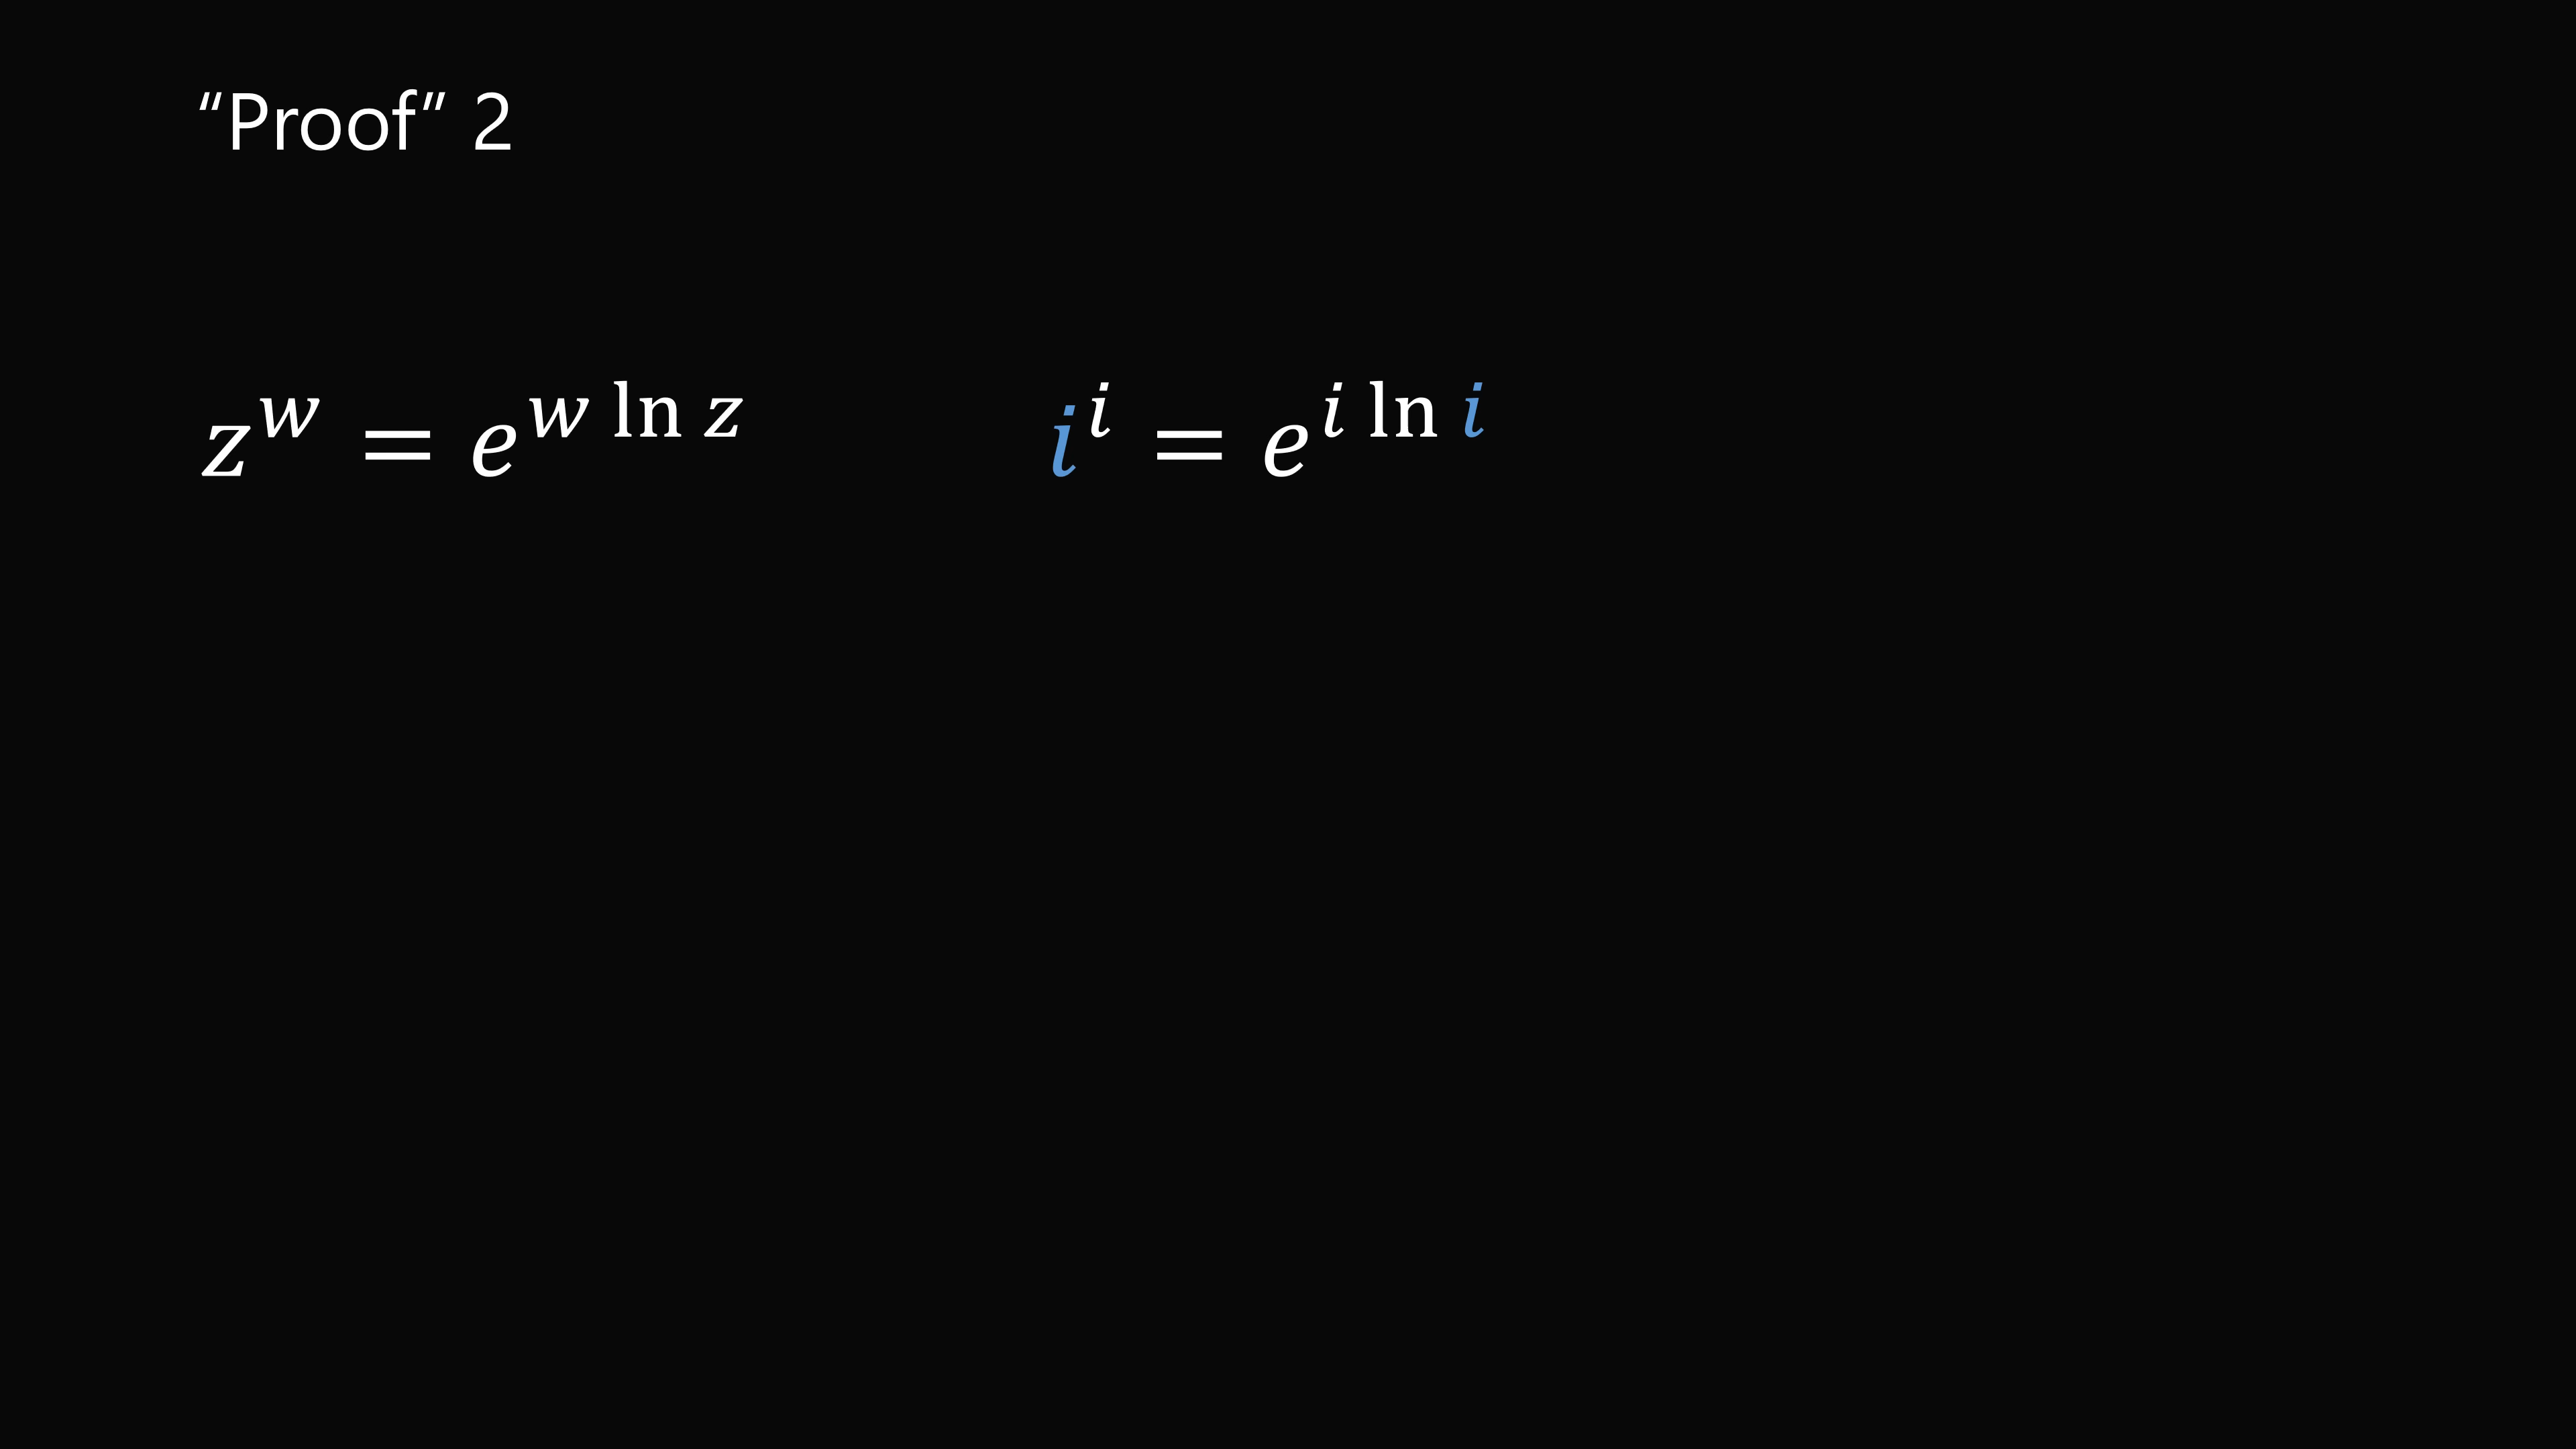 “Proof” 2
$z^w = e^{w \ln z}$ $i^i = e^{i \ln i}$